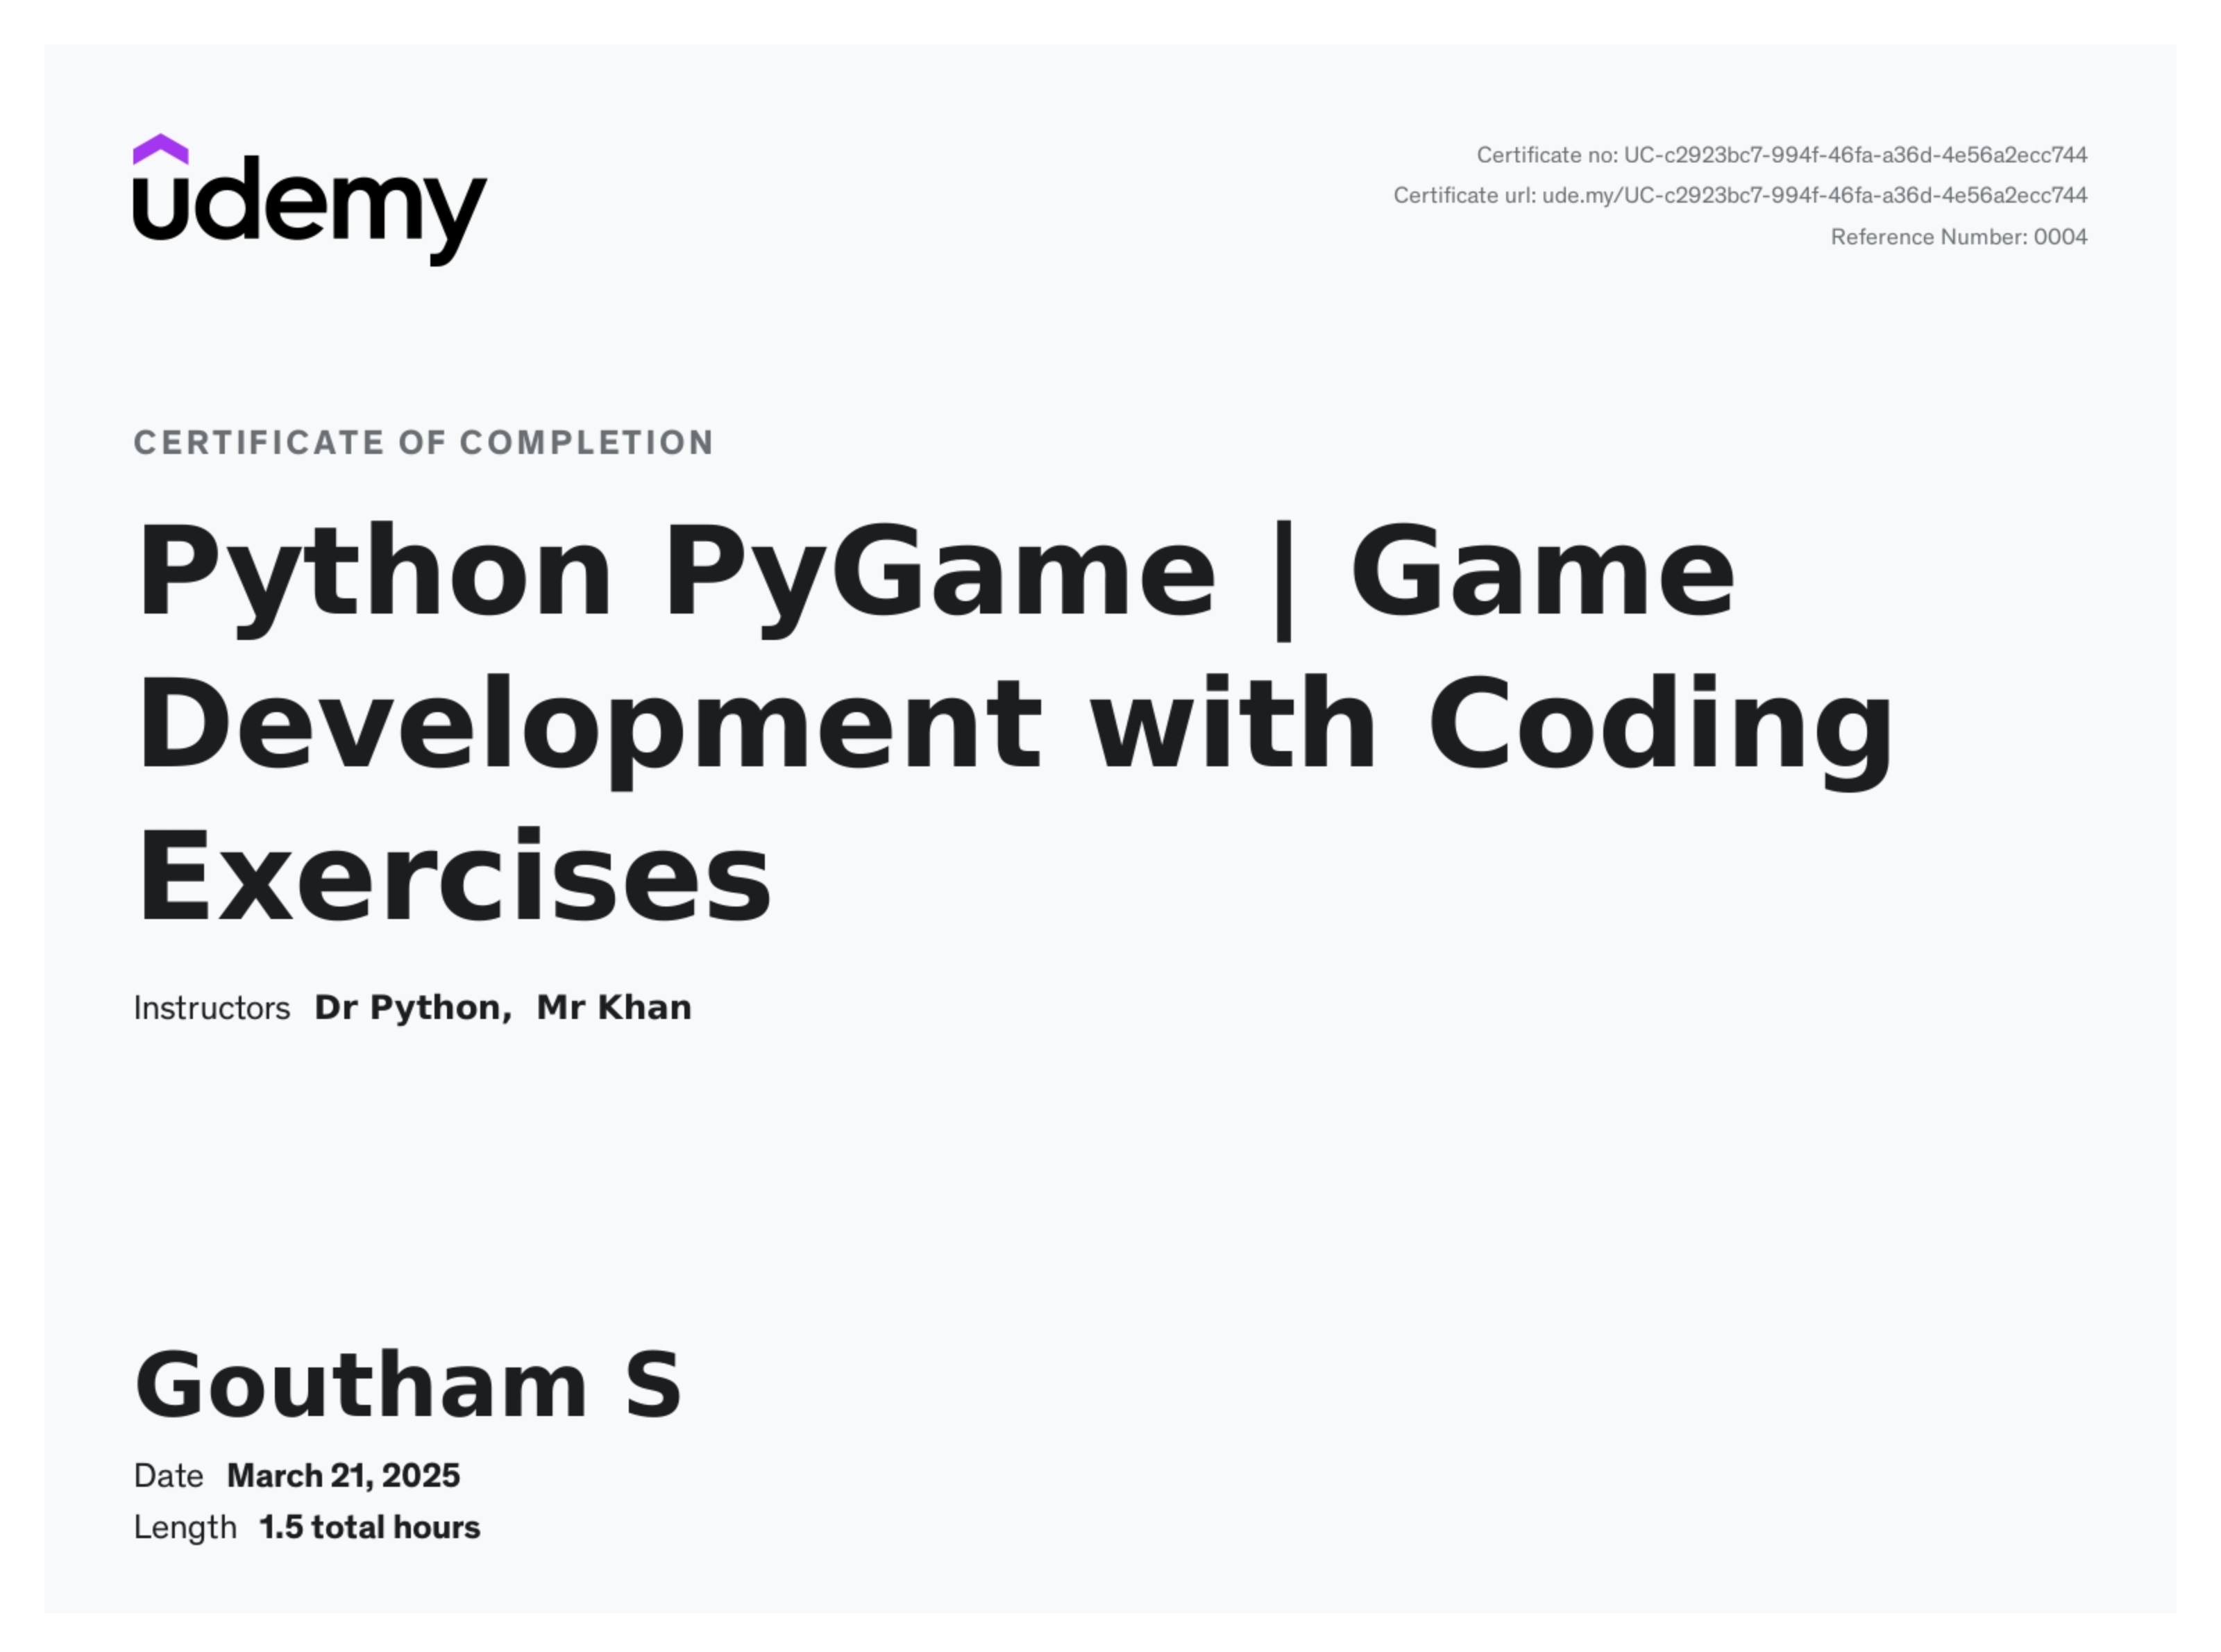 udemy
Certificate no: UC-c2923bc7-994f-46fa-a36d-4e56a2ecc744
Certificate url: ude.my/UC-c2923bc7-994f-46fa-a36d-4e56a2ecc744
Reference Number: 0004
CERTIFICATE OF COMPLETION
Python PyGame | Game
Development with Coding
Exercises
Instructors Dr Python, Mr Khan
Goutham S
Date March 21, 2025
Length 1.5 total hours